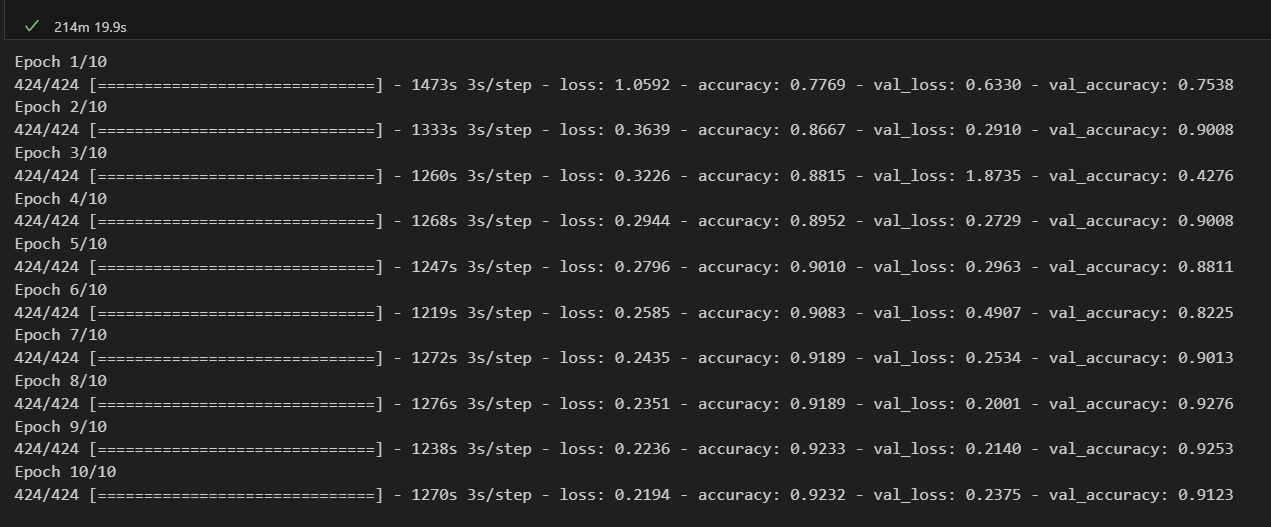 214m 19.9s
Epoch 1/10
424/424 [==============================] - 1473s 3s/step - loss: 1.0592 - accuracy: 0.7769 - val_loss: 0.6330 - val_accuracy: 0.7538
Epoch 2/10
424/424 [==============================] - 1333s 3s/step - loss: 0.3639 - accuracy: 0.8667 - val_loss: 0.2910 - val_accuracy: 0.9008
Epoch 3/10
424/424 [==============================] - 1260s 3s/step - loss: 0.3226 - accuracy: 0.8815 - val_loss: 1.8735 - val_accuracy: 0.4276
Epoch 4/10
424/424 [==============================] - 1268s 3s/step - loss: 0.2944 - accuracy: 0.8952 - val_loss: 0.2729 - val_accuracy: 0.9008
Epoch 5/10
424/424 [==============================] - 1247s 3s/step - loss: 0.2796 - accuracy: 0.9010 - val_loss: 0.2963 - val_accuracy: 0.8811
Epoch 6/10
424/424 [==============================] - 1219s 3s/step - loss: 0.2585 - accuracy: 0.9083 - val_loss: 0.4907 - val_accuracy: 0.8225
Epoch 7/10
424/424 [==============================] - 1272s 3s/step - loss: 0.2435 - accuracy: 0.9189 - val_loss: 0.2534 - val_accuracy: 0.9013
Epoch 8/10
424/424 [==============================] - 1276s 3s/step - loss: 0.2351 - accuracy: 0.9189 - val_loss: 0.2001 - val_accuracy: 0.9276
Epoch 9/10
424/424 [==============================] - 1238s 3s/step - loss: 0.2236 - accuracy: 0.9233 - val_loss: 0.2140 - val_accuracy: 0.9253
Epoch 10/10
424/424 [==============================] - 1270s 3s/step - loss: 0.2194 - accuracy: 0.9232 - val_loss: 0.2375 - val_accuracy: 0.9123